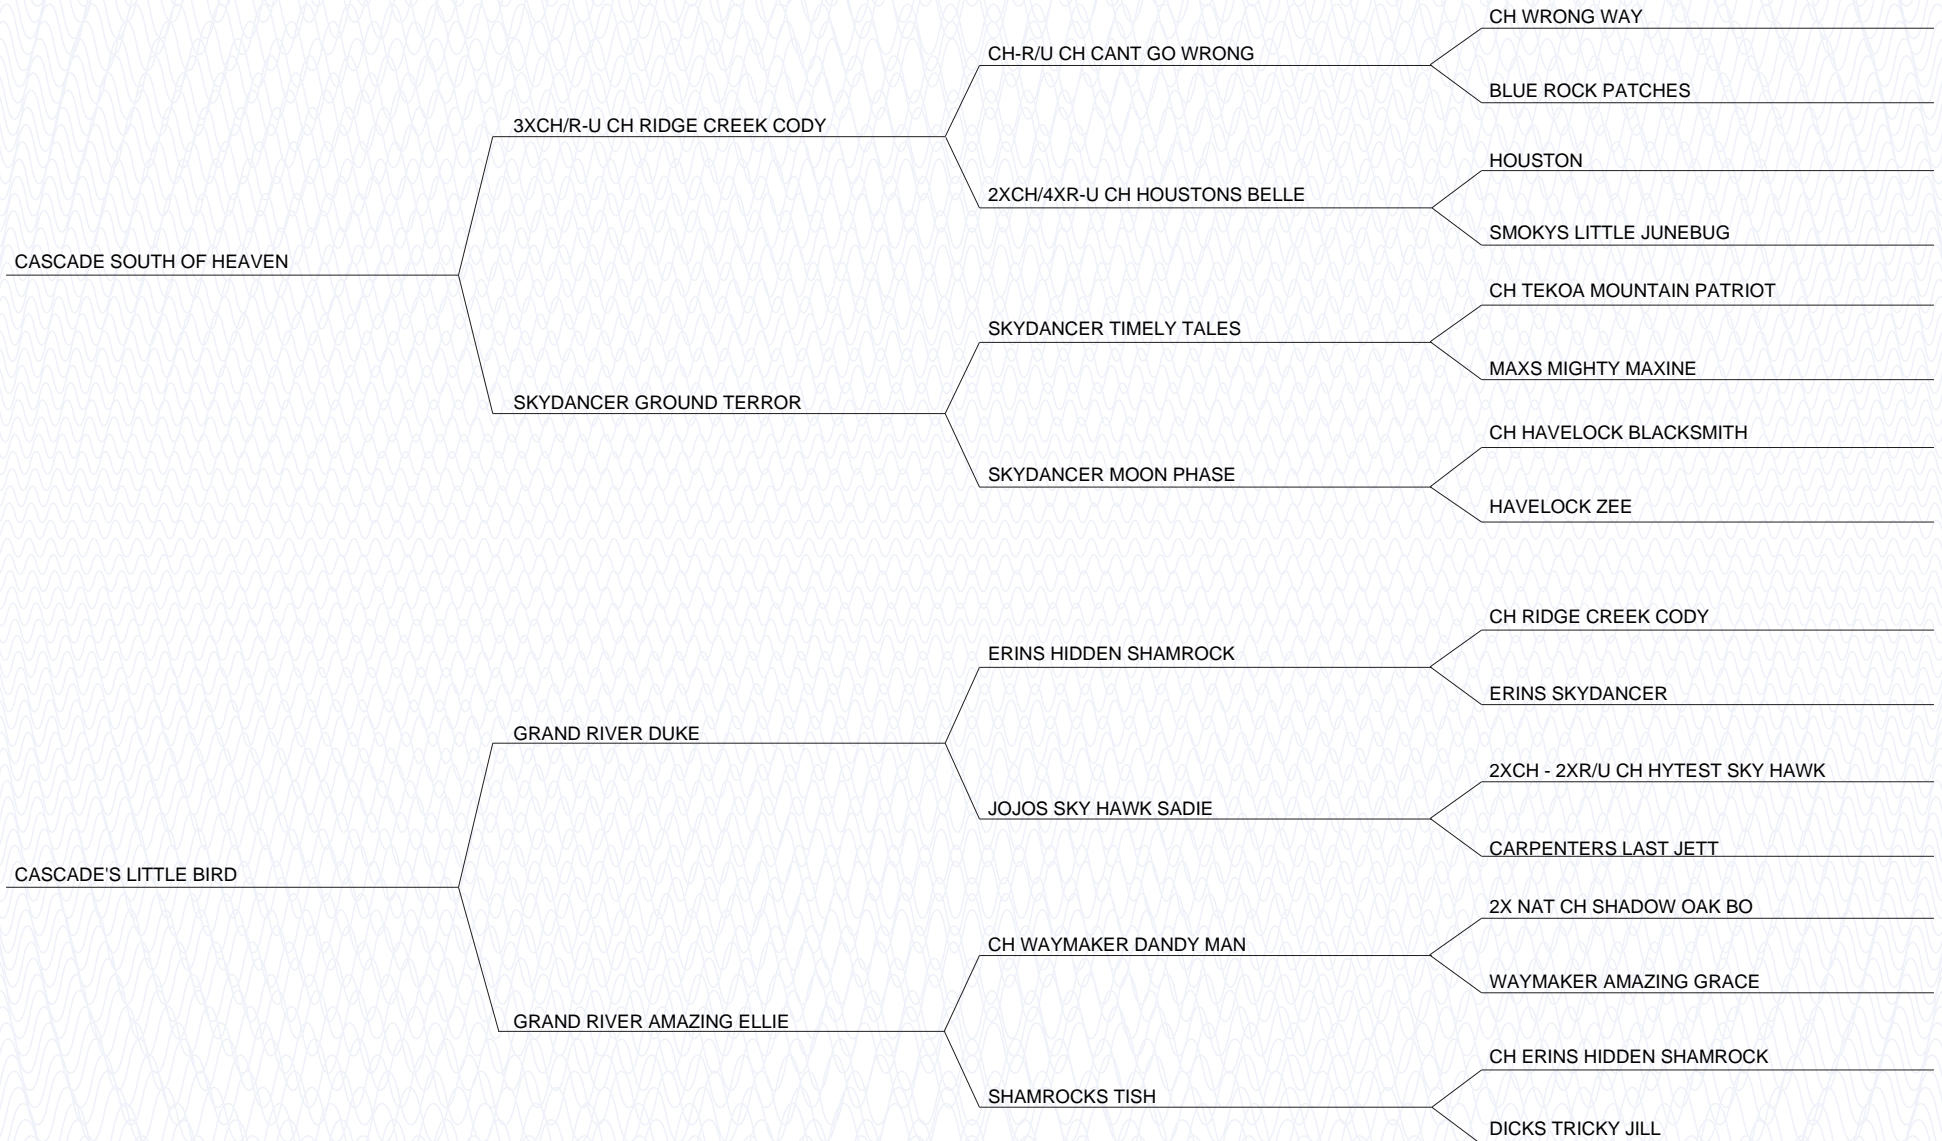 CH WRONG WAY
CH-R/U CH CANT GO WRONG
BLUE ROCK PATCHES
3XCH/R-U CH RIDGE CREEK CODY
HOUSTON
2XCH/4XR-U CH HOUSTONS BELLE
SMOKYS LITTLE JUNEBUG
CASCADE SOUTH OF HEAVEN
CH TEKOA MOUNTAIN PATRIOT
SKYDANCER TIMELY TALES
MAXS MIGHTY MAXINE
SKYDANCER GROUND TERROR
CH HAVELOCK BLACKSMITH
SKYDANCER MOON PHASE
HAVELOCK ZEE
CH RIDGE CREEK CODY
ERINS HIDDEN SHAMROCK
ERINS SKYDANCER
GRAND RIVER DUKE
2XCH - 2XR/U CH HYTEST SKY HAWK
JOJOS SKY HAWK SADIE
CARPENTERS LAST JETT
CASCADE'S LITTLE BIRD
2X NAT CH SHADOW OAK BO
CH WAYMAKER DANDY MAN
WAYMAKER AMAZING GRACE
GRAND RIVER AMAZING ELLIE
CH ERINS HIDDEN SHAMROCK
SHAMROCKS TISH
DICKS TRICKY JILL